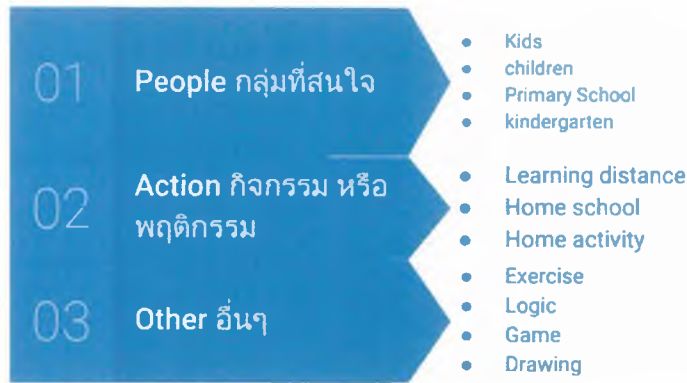 01
People กลุ่มที่สนใจ
Kids
children
Primary School
kindergarten
02
Action กิจกรรม หรือ
พฤติกรรม
Learning distance
Home school
Home activity
03
Other อื่นๆ
Exercise
Logic
Game
Drawing